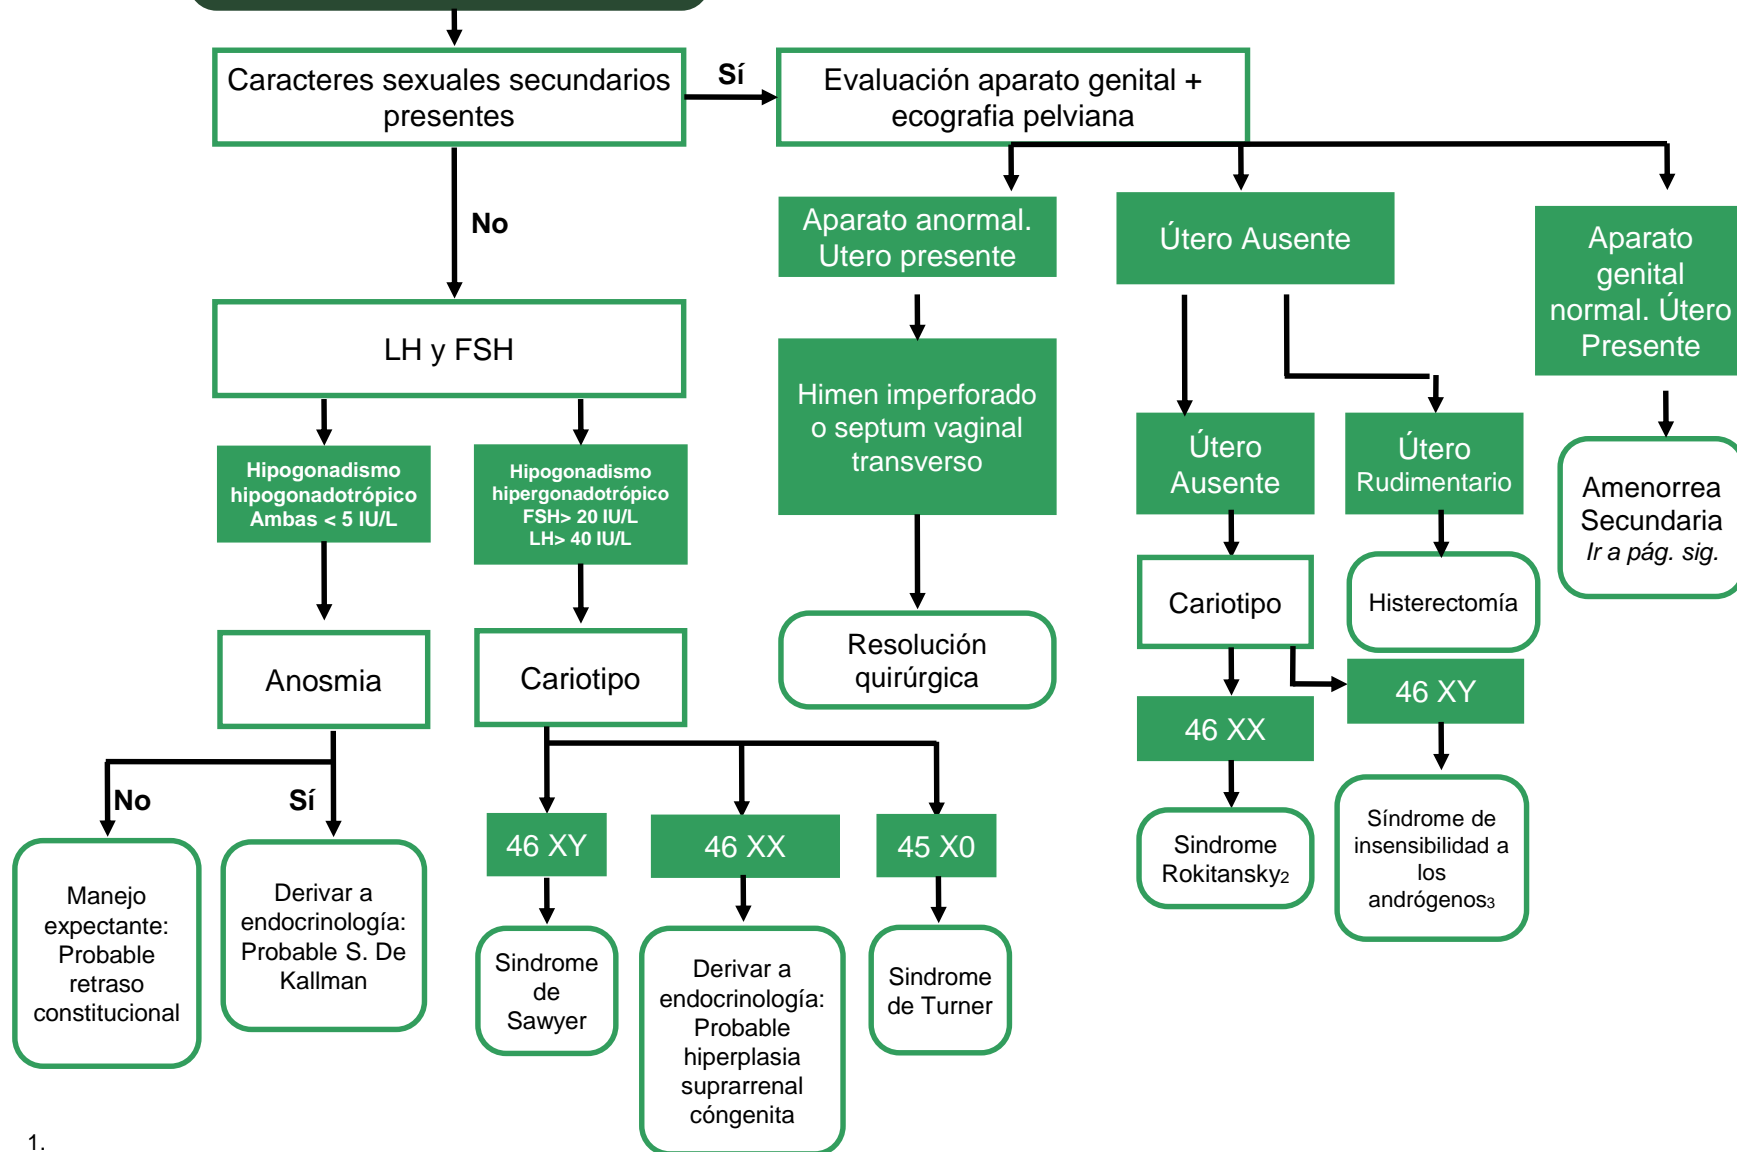 Caracteres sexuales secundarios
presentes
Sí
Evaluación aparato genital +
ecografia pelviana
No
Aparato anormal.
Utero presente
Útero Ausente
Aparato
genital
normal. Útero
Presente
LH y FSH
Himen imperforado
o septum vaginal
transverso
Hipogonadismo
hipogonadotrópico
Ambas < 5 IU/L
Hipogonadismo
hipergonadotrópico
FSH> 20 IU/L
LH> 40 IU/L
Útero
Ausente
Útero
Rudimentario
Amenorrea
Secundaria
Ir a pág. sig.
Cariotipo
Histerectomía
Anosmia
Cariotipo
Resolución
quirúrgica
46 XX
46 XY
No
Sí
46 XY
46 XX
45 X0
Sindrome
Rokitansky2
Síndrome de
insensibilidad a
los
andrógenos3
Manejo
expectante:
Probable
retraso
constitucional
Derivar a
endocrinología:
Probable S. De
Kallman
Sindrome
de
Sawyer
Derivar a
endocrinología:
Probable
hiperplasia
suprarrenal
cóngenita
Sindrome
de Turner
1.